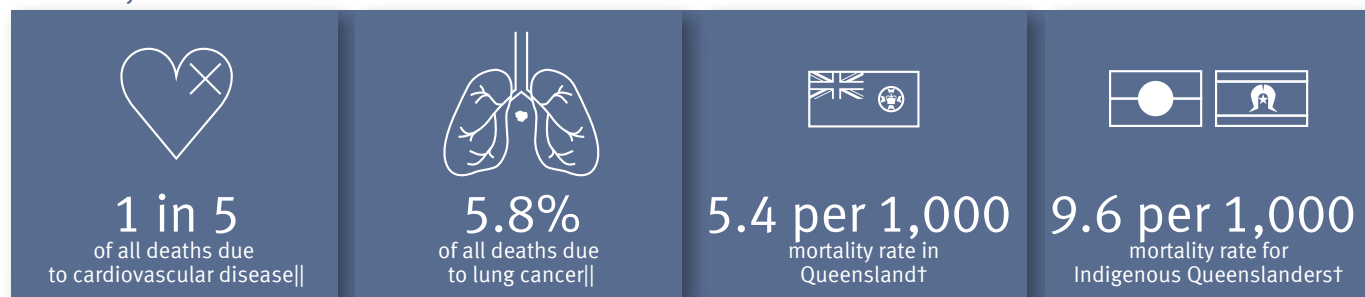 1 in 5
of all deaths due
to cardiovascular disease||
5.8%
of all deaths due
to lung cancer||
5.4 per 1,000
mortality rate in
Queensland†
9.6 per 1,000
mortality rate for
Indigenous Queenslanders†